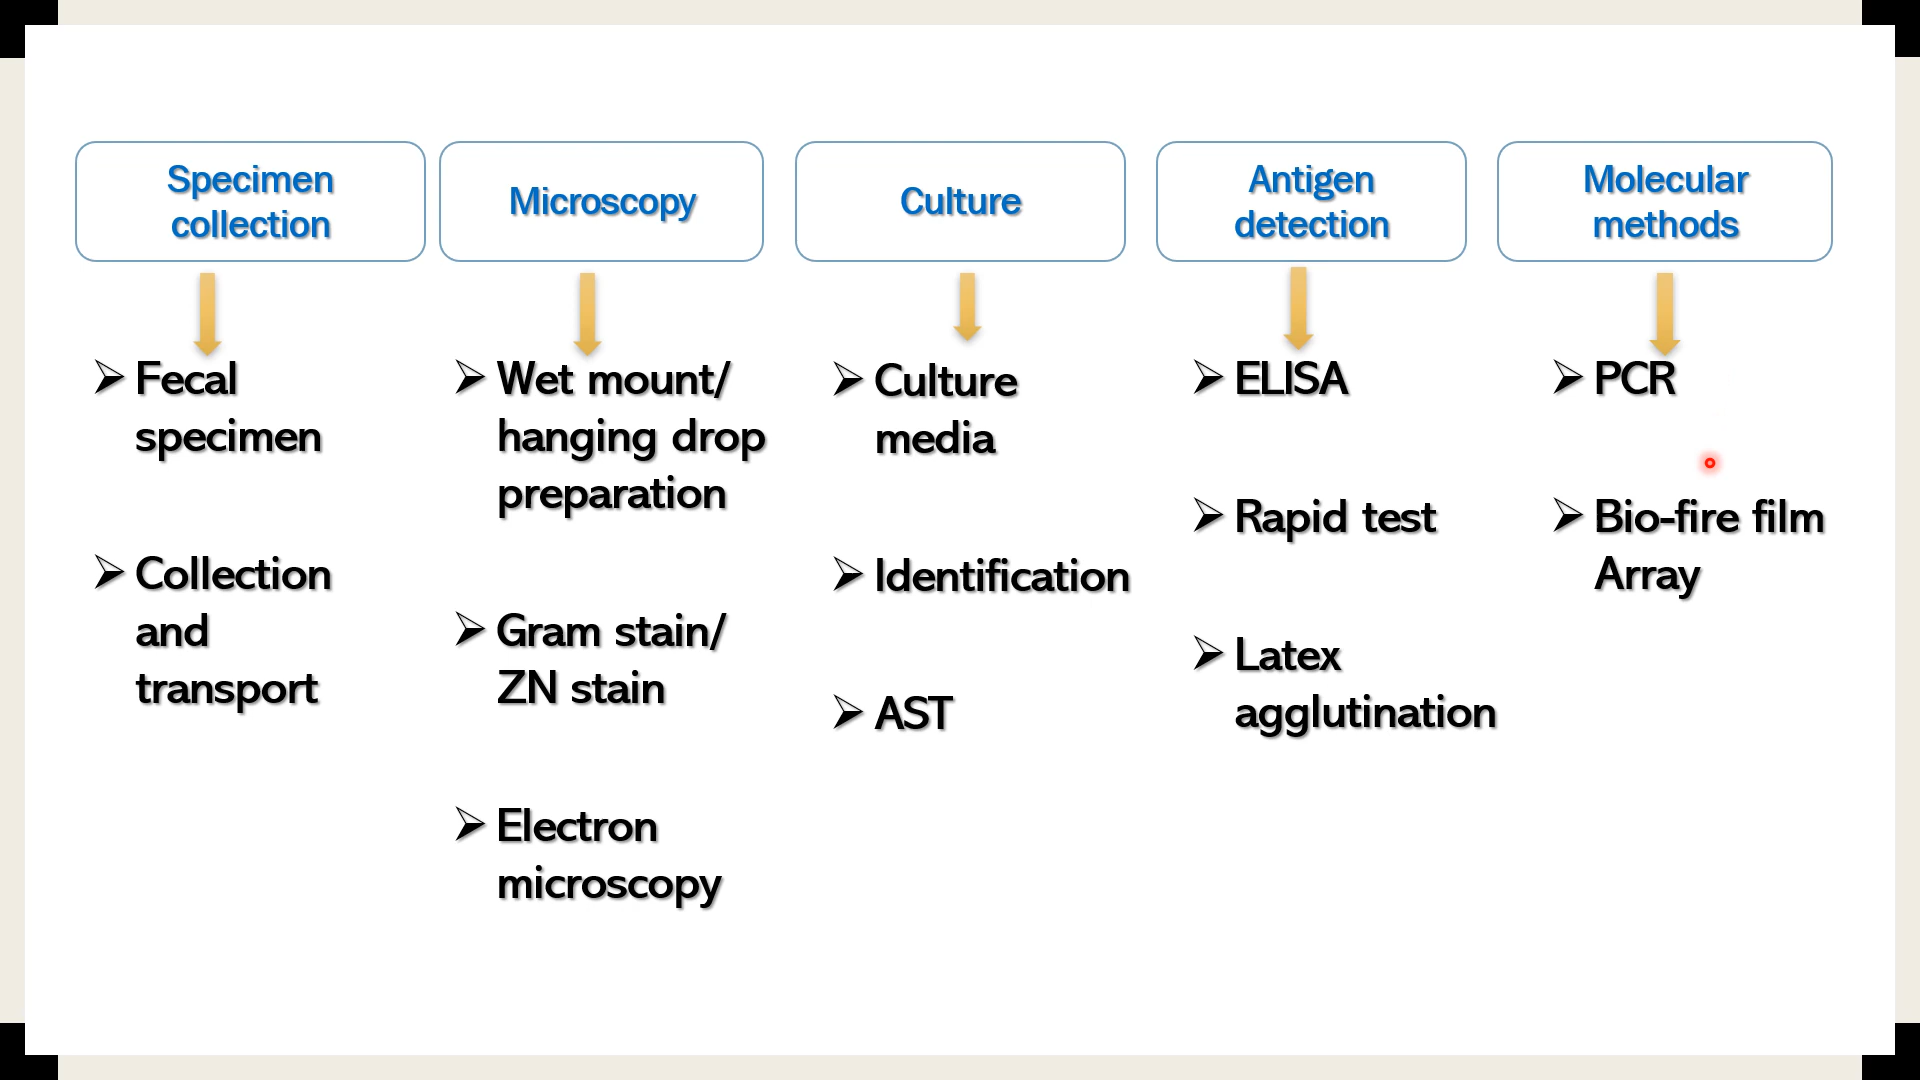 Specimen
collection
Fecal
specimen
Collection
and
transport
Microscopy
Wet mount/
hanging drop
preparation
Gram stain/
ZN stain
Electron
microscopy
Culture
Culture
media
Identification
AST
Antigen
detection
ELISA
Rapid test
Latex
agglutination
Molecular
methods
PCR
Bio-fire film
Array